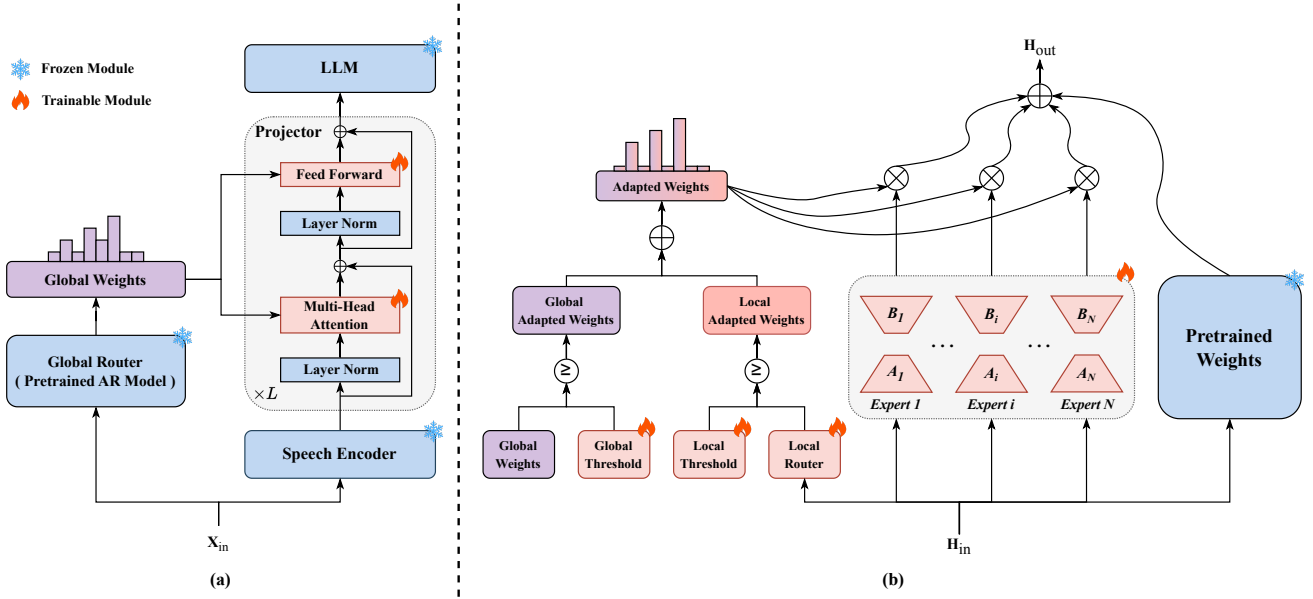 Frozen Module
Trainable Module
LLM
Projector
Feed Forward
Layer Norm
Multi-Head
Attention
Layer Norm
×L
Global Weights
Global Router
( Pretrained AR Model )
Speech Encoder
X_in
(a)
H_out
Adapted Weights
Global
Adapted Weights
Local
Adapted Weights
≥
≥
Global
Weights
Global
Threshold
Local
Threshold
Local
Router
B_1
B_i
B_N
... ...
A_1
A_i
A_N
Expert 1
Expert i
Expert N
Pretrained
Weights
H_in
(b)